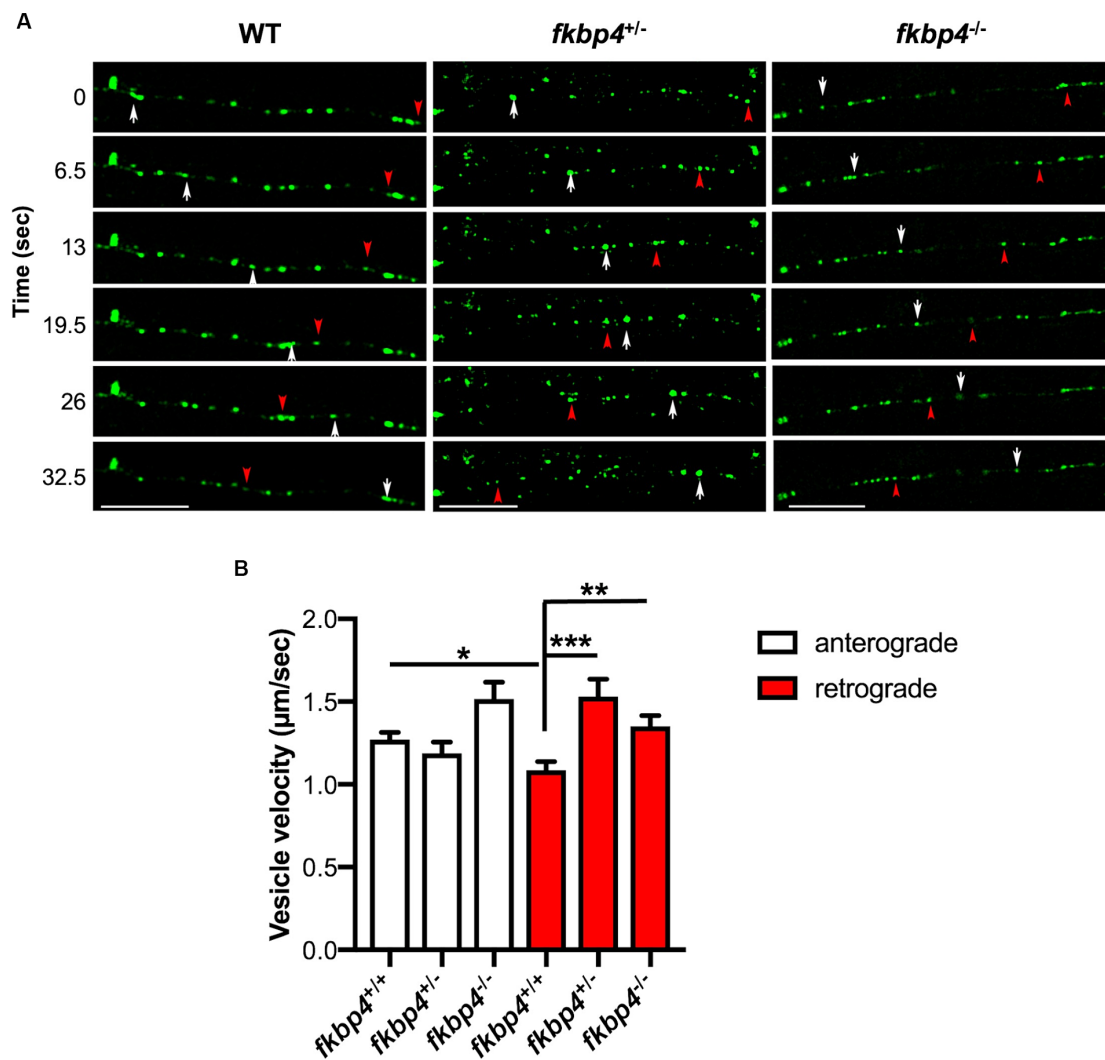 A
WT
fkbp4+/-
fkbp4-/-
Time (sec)
0
6.5
13
19.5
26
32.5
B
Vesicle velocity (µm/sec)
2.0
1.5
1.0
0.5
0.0
*
**
***
anterograde
retrograde
fkbp4+/+
fkbp4+/-
fkbp4-/-
fkbp4+/+
fkbp4+/-
fkbp4-/-